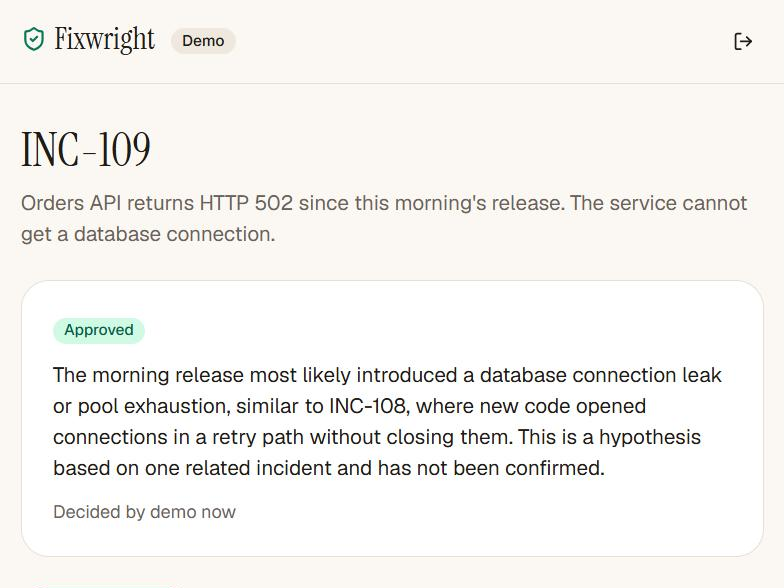 Fixwright
Demo
INC-109
Orders API returns HTTP 502 since this morning's release. The service cannot
get a database connection.
Approved
The morning release most likely introduced a database connection leak
or pool exhaustion, similar to INC-108, where new code opened
connections in a retry path without closing them. This is a hypothesis
based on one related incident and has not been confirmed.
Decided by demo now